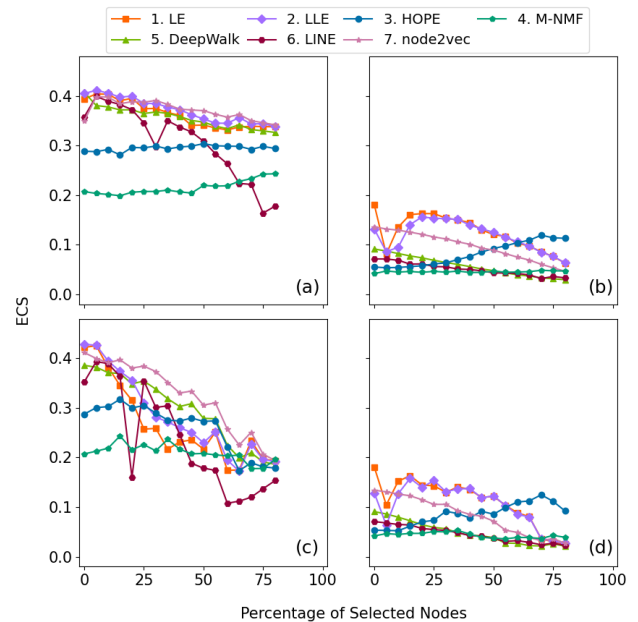 1. LE 2. LLE 3. HOPE 4. M-NMF
5. DeepWalk 6. LINE 7. node2vec
0.4
0.3
0.2
0.1
0.0
(a) (b)
ECS
0.4
0.3
0.2
0.1
0.0
(c) (d)
0 25 50 75 100 0 25 50 75 100
Percentage of Selected Nodes